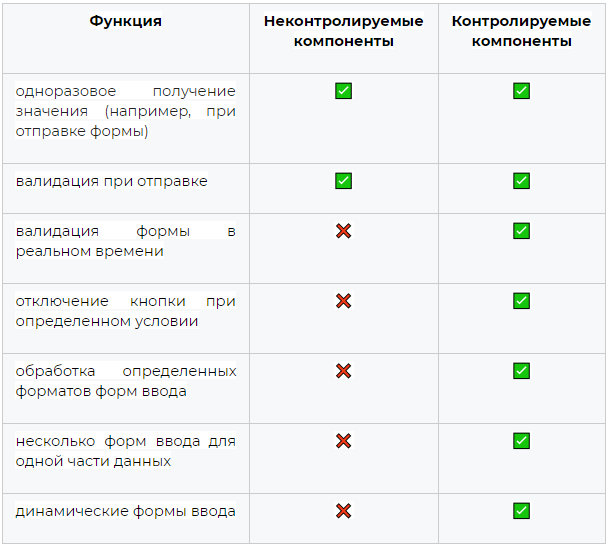 Функция
Неконтролируемые
компоненты
Контролируемые
компоненты
одноразовое получение
значения (например, при
отправке формы)
валидация при отправке
валидация формы в
реальном времени
отключение кнопки при
определенном условии
обработка определенных
форматов форм ввода
несколько форм ввода для
одной части данных
динамические формы ввода